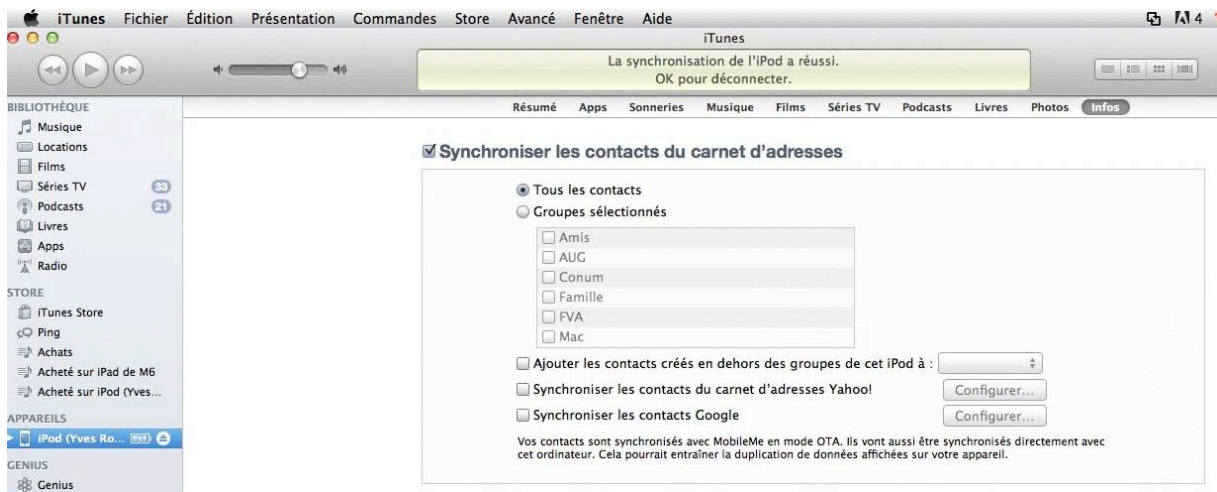 iTunes Fichier Édition Présentation Commandes Store Avancé Fenêtre Aide 4
iTunes
La synchronisation de l'iPod a réussi.
OK pour déconnecter.
BIBLIOTHÈQUE
Musique
Locations
Films
Séries TV 33
Podcasts 21
Livres
Apps
Radio
STORE
iTunes Store
Ping
Achats
Acheté sur iPad de M6
Acheté sur iPod (Yves...
APPAREILS
iPod (Yves Ro...
GENIUS
Genius
Résumé Apps Sonneries Musique Films Séries TV Podcasts Livres Photos Infos
Synchroniser les contacts du carnet d'adresses
Tous les contacts
Groupes sélectionnés
Amis
AUG
Conum
Famille
FVA
Mac
Ajouter les contacts créés en dehors des groupes de cet iPod à :
Synchroniser les contacts du carnet d'adresses Yahoo! Configurer...
Synchroniser les contacts Google Configurer...
Vos contacts sont synchronisés avec MobileMe en mode OTA. Ils vont aussi être synchronisés directement avec
cet ordinateur. Cela pourrait entraîner la duplication de données affichées sur votre appareil.